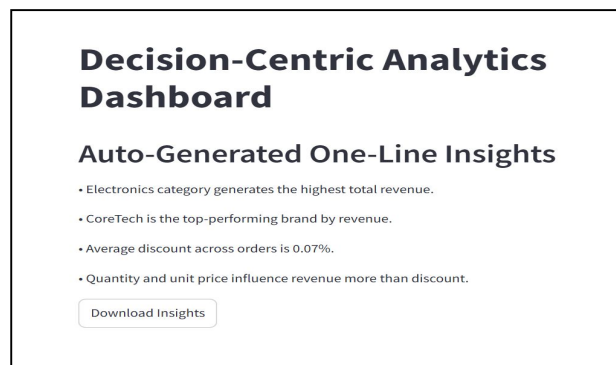 Decision-Centric Analytics
Dashboard
Auto-Generated One-Line Insights
• Electronics category generates the highest total revenue.
• CoreTech is the top-performing brand by revenue.
• Average discount across orders is 0.07%.
• Quantity and unit price influence revenue more than discount.
Download Insights